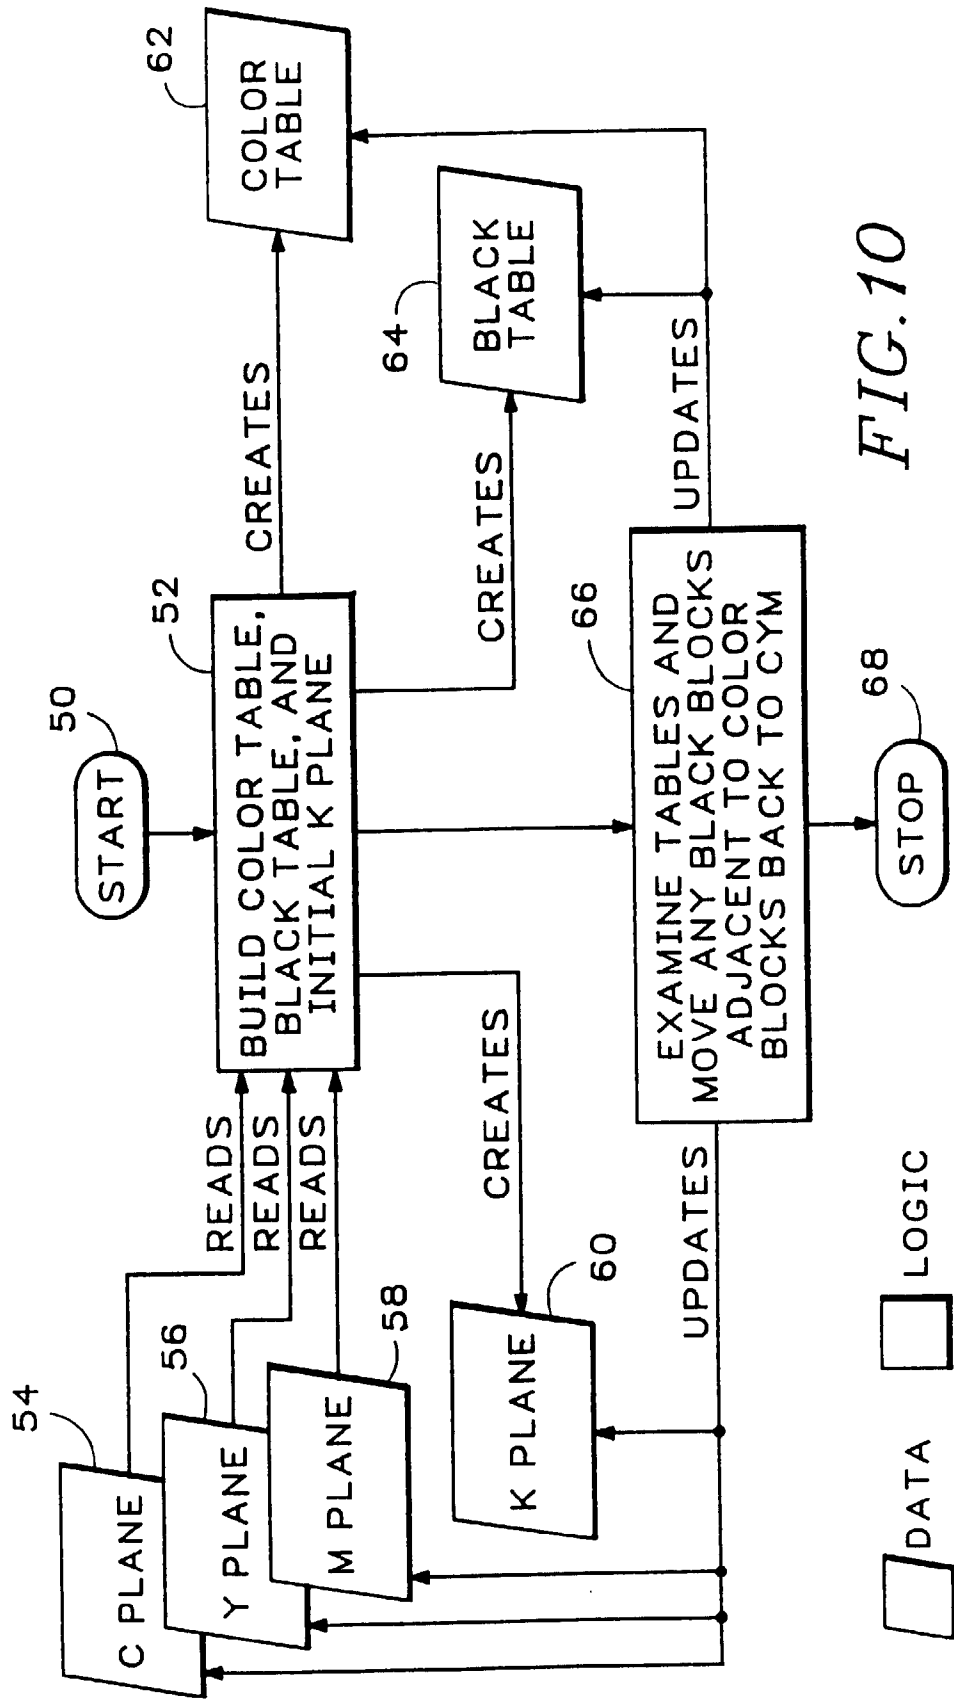 50
START
52
BUILD COLOR TABLE,
BLACK TABLE, AND
INITIAL K PLANE
54
C PLANE
56
Y PLANE
58
M PLANE
READS
READS
READS
CREATES
62
COLOR
TABLE
CREATES
64
BLACK
TABLE
CREATES
60
K PLANE
66
EXAMINE TABLES AND
MOVE ANY BLACK BLOCKS
ADJACENT TO COLOR
BLOCKS BACK TO CYM
UPDATES
UPDATES
68
STOP
DATA
LOGIC
FIG. 10